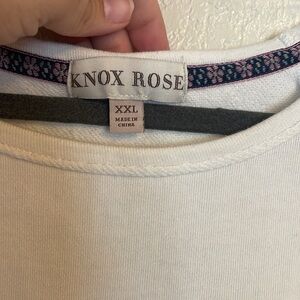 KNOX ROSE
XXL
MADE IN
CHINA